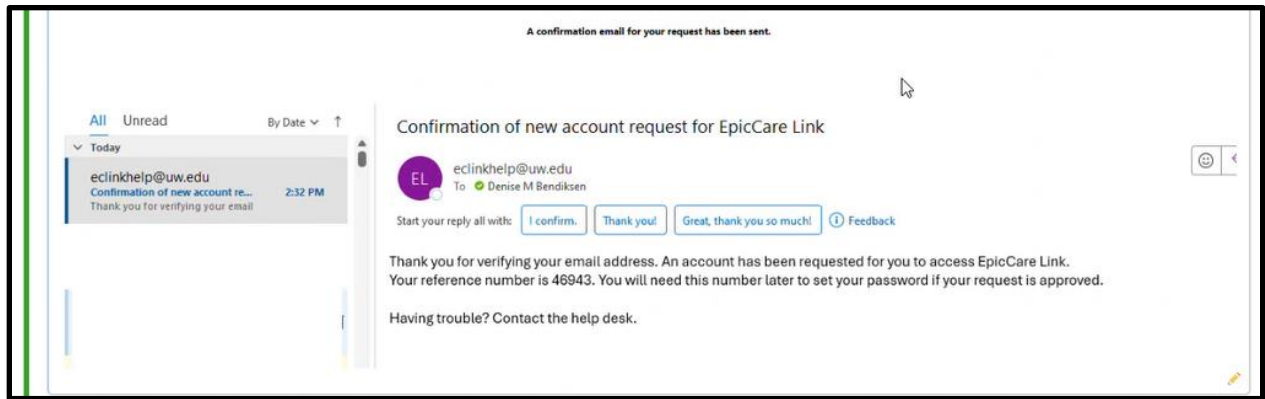 A confirmation email for your request has been sent.
All Unread By Date ↑
Today
eclinkhelp@uw.edu
Confirmation of new account re... 2:32 PM
Thank you for verifying your email
Confirmation of new account request for EpicCare Link
EL
eclinkhelp@uw.edu
To Denise M Bendiksen
Start your reply all with: I confirm. Thank you! Great, thank you so much! Feedback
Thank you for verifying your email address. An account has been requested for you to access EpicCare Link.
Your reference number is 46943. You will need this number later to set your password if your request is approved.
Having trouble? Contact the help desk.